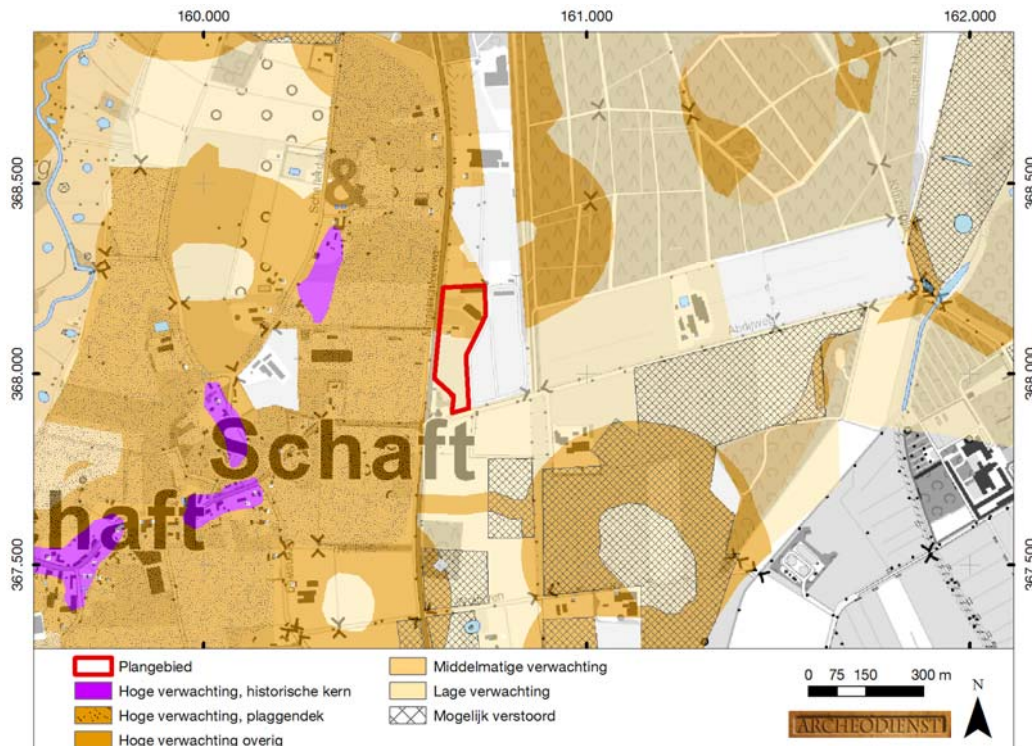 160.000
161.000
162.000
368.500
368.500
&
368.000
368.000
Abdijweg
Schaft
haft
367.500
367.500
Plangebied
Hoge verwachting, historische kern
Hoge verwachting, plaggendek
Hoge verwachting overig
Middelmatige verwachting
Lage verwachting
Mogelijk verstoord
0 75 150 300 m
N
ARCHEODIENST